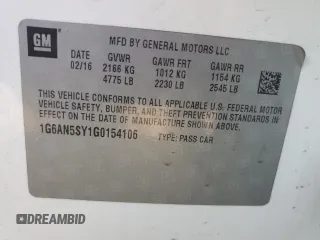 GM
MFD BY GENERAL MOTORS LLC
DATE GVWR GAWR FRT GAWR RR
02/16 2166 KG 1012 KG 1154 KG
4775 LB 2230 LB 2545 LB
THIS VEHICLE CONFORMS TO ALL APPLICABLE U.S. FEDERAL MOTOR
VEHICLE SAFETY, BUMPER, AND THEFT PREVENTION STANDARDS IN EFFECT
ON THE DATE OF MANUFACTURE SHOWN ABOVE.
1G6AN5SY1G0154106 TYPE: PASS CAR
IDREAMBID